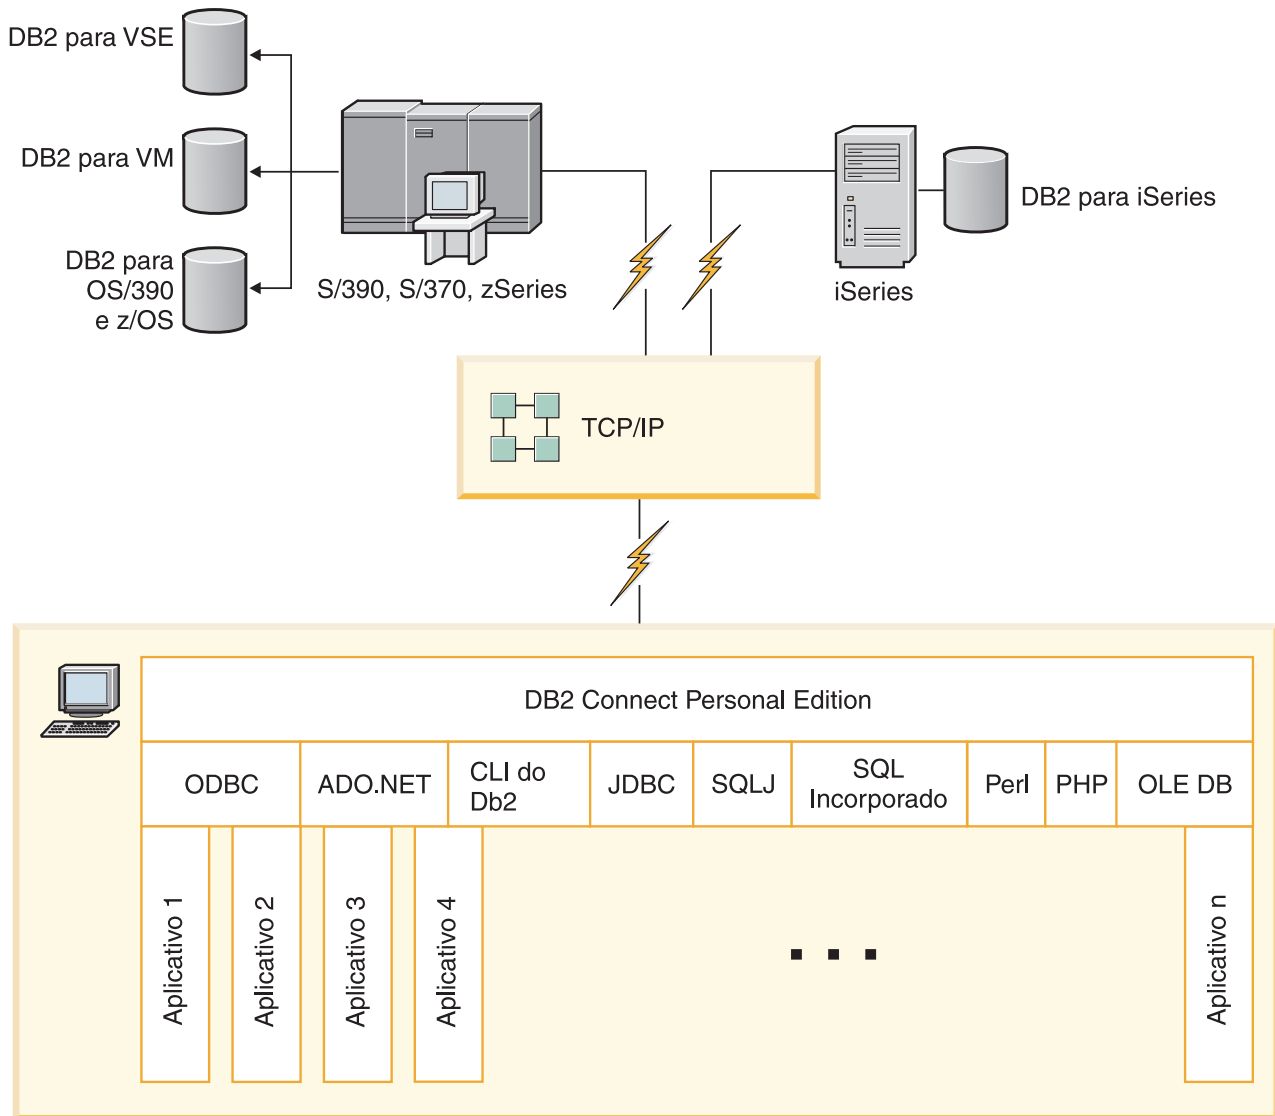 DB2 para VSE
DB2 para VM
DB2 para
OS/390
e z/OS
S/390, S/370, zSeries
iSeries
DB2 para iSeries
TCP/IP
DB2 Connect Personal Edition
ODBC
ADO.NET
CLI do
Db2
JDBC
SQLJ
SQL
Incorporado
Perl
PHP
OLE DB
Aplicativo 1
Aplicativo 2
Aplicativo 3
Aplicativo 4
. . .
Aplicativo n